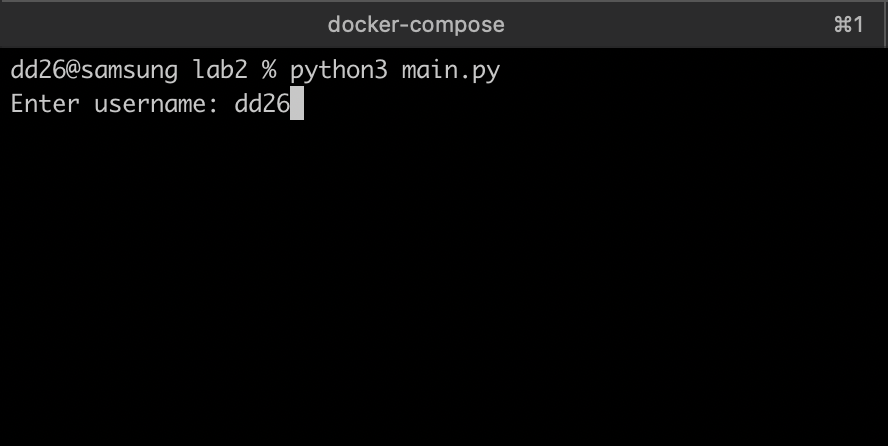 docker-compose ⌘1
dd26@samsung lab2 % python3 main.py
Enter username: dd26